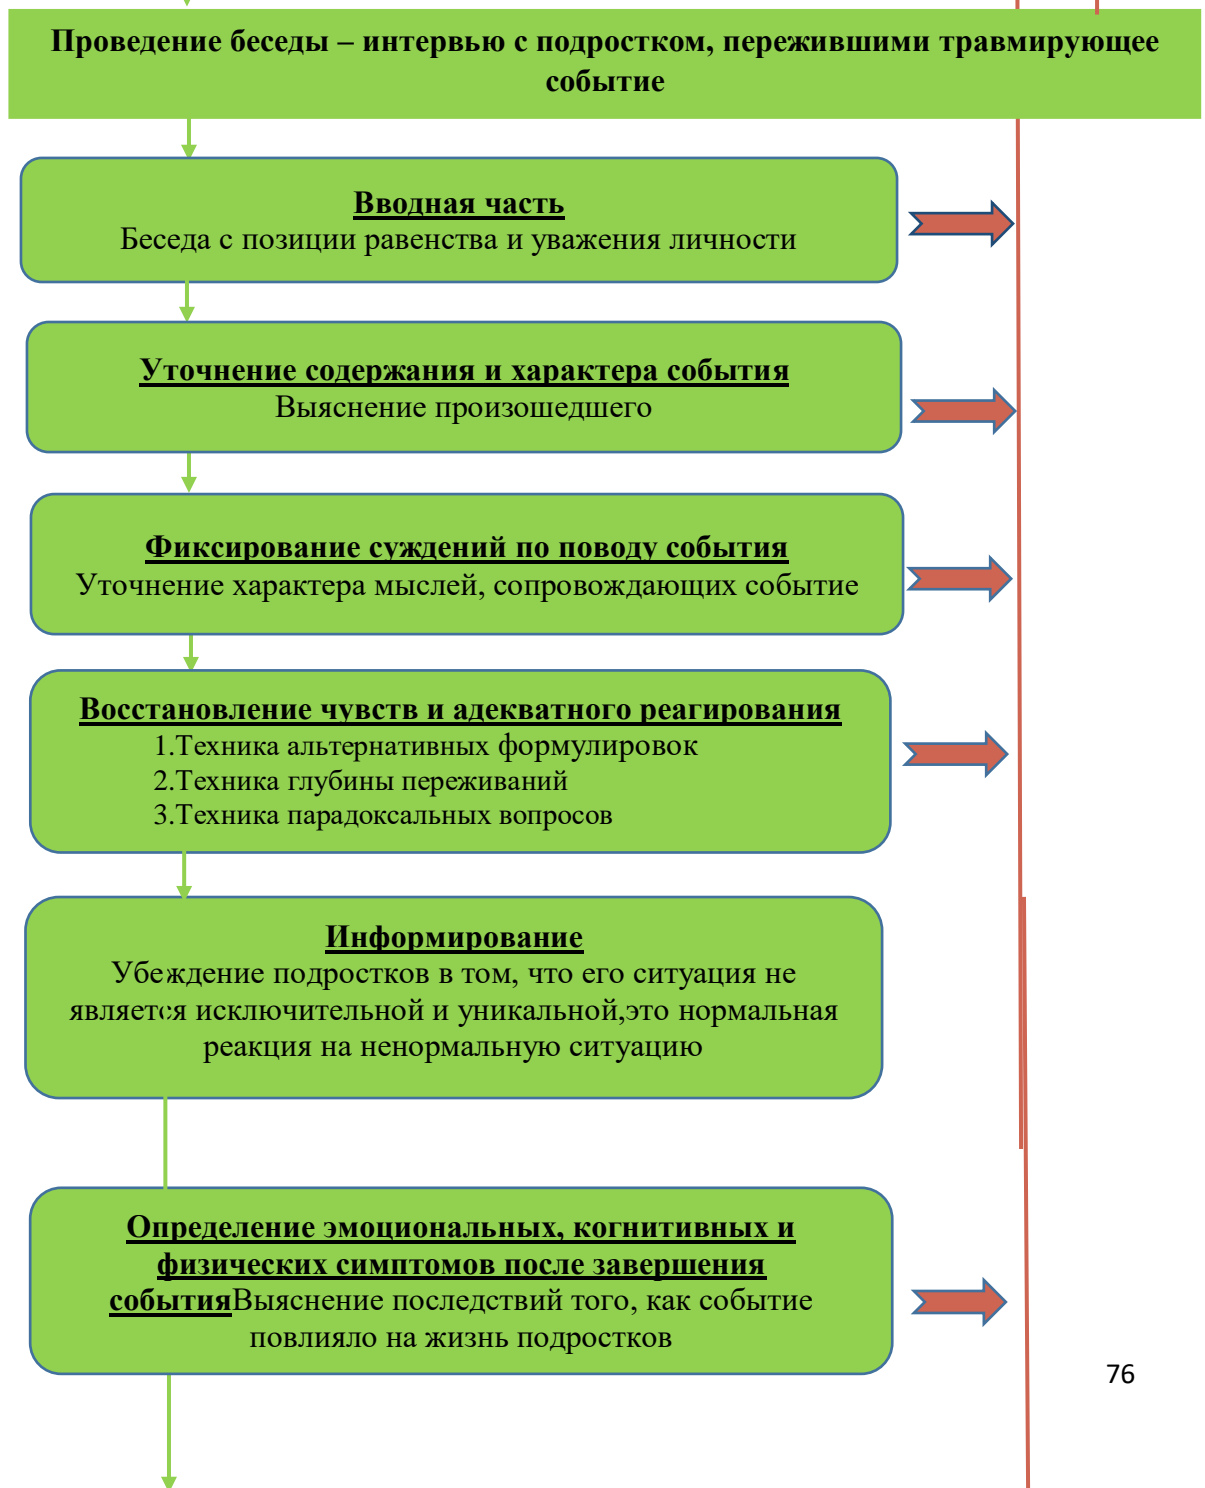 Проведение беседы – интервью с подростком, пережившими травмирующее
событие
Вводная часть
Беседа с позиции равенства и уважения личности
Уточнение содержания и характера события
Выяснение произошедшего
Фиксирование суждений по поводу события
Уточнение характера мыслей, сопровождающих событие
Восстановление чувств и адекватного реагирования
1.Техника альтернативных формулировок
2.Техника глубины переживаний
3.Техника парадоксальных вопросов
Информирование
Убеждение подростков в том, что его ситуация не
является исключительной и уникальной,это нормальная
реакция на ненормальную ситуацию
Определение эмоциональных, когнитивных и
физических симптомов после завершения
событияВыяснение последствий того, как событие
повлияло на жизнь подростков
76